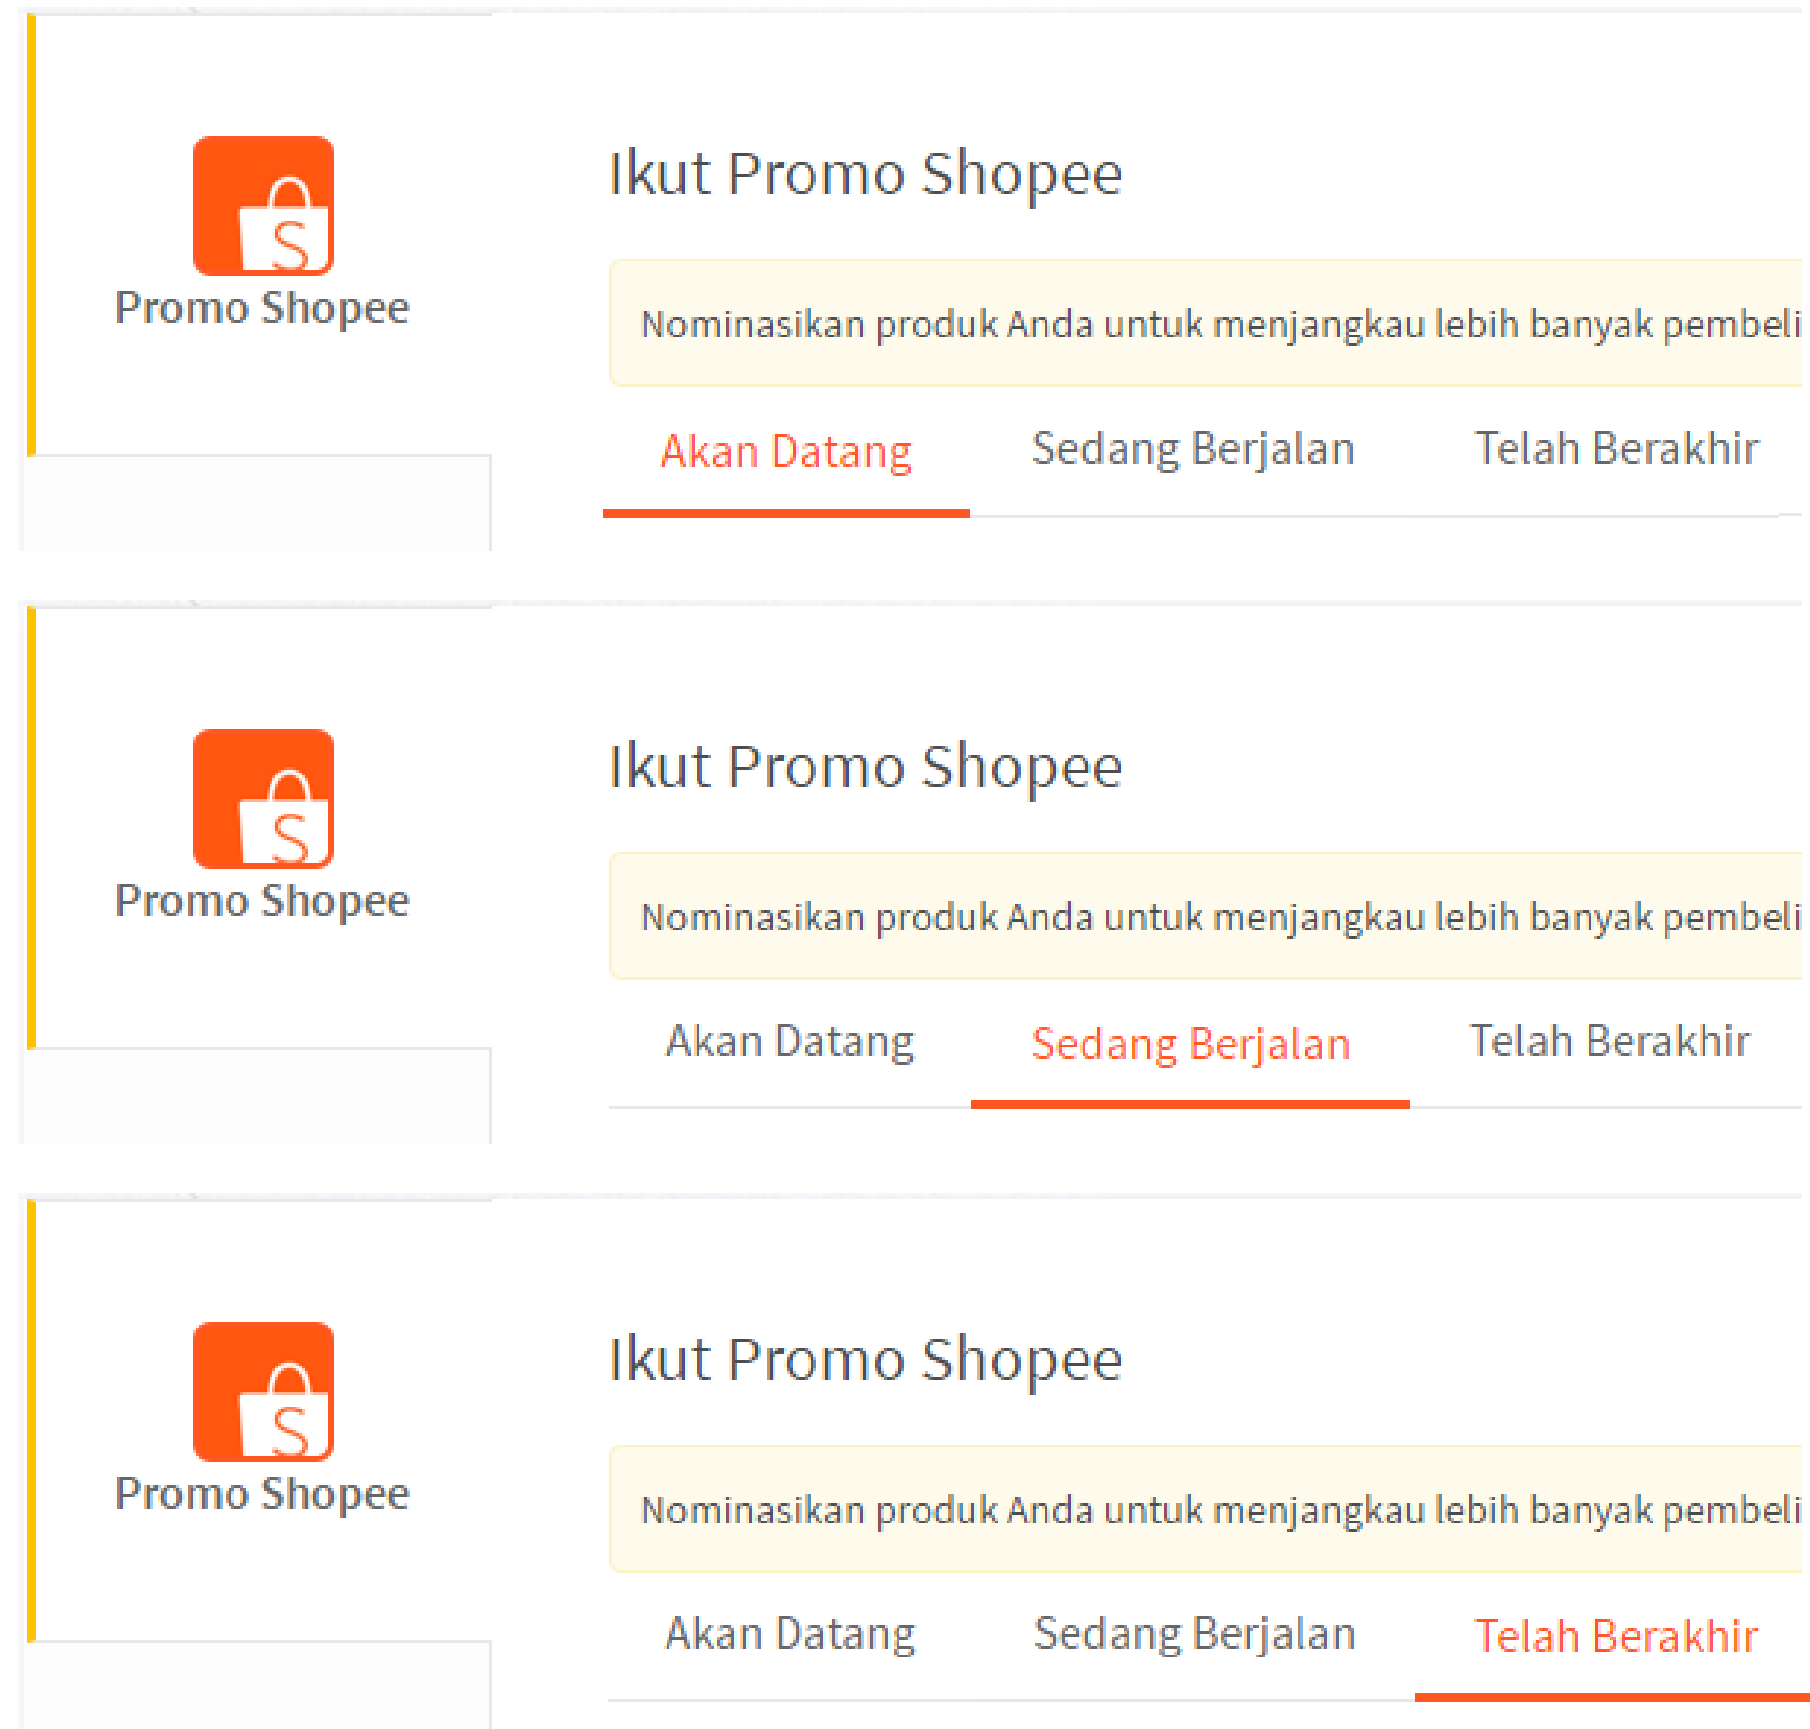 Ikut Promo Shopee
S
Promo Shopee
Nominasikan produk Anda untuk menjangkau lebih banyak pembeli
Akan Datang Sedang Berjalan Telah Berakhir
Ikut Promo Shopee
S
Promo Shopee
Nominasikan produk Anda untuk menjangkau lebih banyak pembeli
Akan Datang Sedang Berjalan Telah Berakhir
Ikut Promo Shopee
S
Promo Shopee
Nominasikan produk Anda untuk menjangkau lebih banyak pembeli
Akan Datang Sedang Berjalan Telah Berakhir